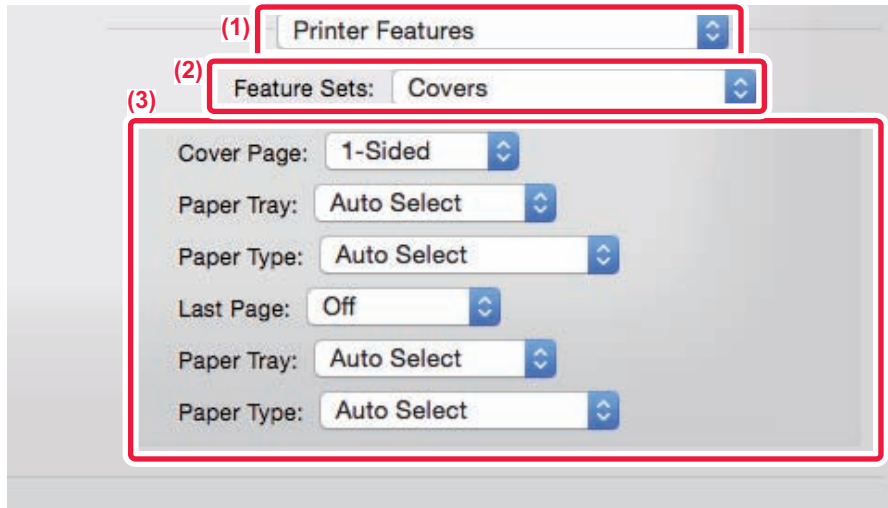 (1) Printer Features
(2) Feature Sets: Covers
(3)
Cover Page: 1-Sided
Paper Tray: Auto Select
Paper Type: Auto Select
Last Page: Off
Paper Tray: Auto Select
Paper Type: Auto Select